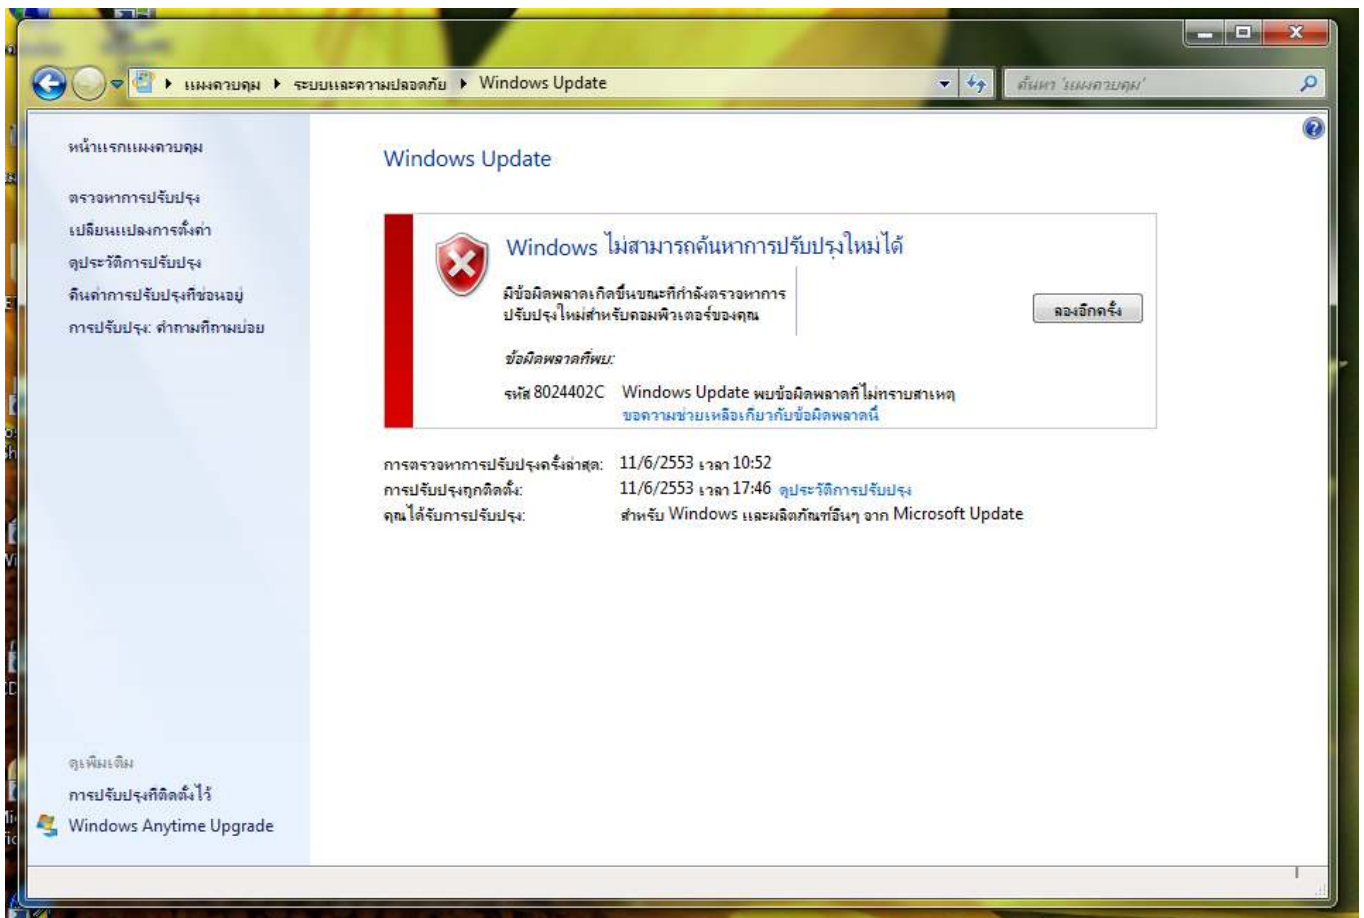 แผงควบคุม ▸ ระบบและความปลอดภัย ▸ Windows Update
ค้นหา 'แผงควบคุม'
หน้าแรกแผงควบคุม
ตรวจหาการปรับปรุง
เปลี่ยนแปลงการตั้งค่า
ดูประวัติการปรับปรุง
คืนค่าการปรับปรุงที่ซ่อนอยู่
การปรับปรุง: คำถามที่ถามบ่อย
Windows Update
Windows ไม่สามารถค้นหาการปรับปรุงใหม่ได้
มีข้อผิดพลาดเกิดขึ้นขณะที่กำลังตรวจหาการ
ปรับปรุงใหม่สำหรับคอมพิวเตอร์ของคุณ
ลองอีกครั้ง
ข้อผิดพลาดที่พบ:
รหัส 8024402C Windows Update พบข้อผิดพลาดที่ไม่ทราบสาเหตุ
ขอความช่วยเหลือเกี่ยวกับข้อผิดพลาดนี้
การตรวจหาการปรับปรุงครั้งล่าสุด: 11/6/2553 เวลา 10:52
การปรับปรุงถูกติดตั้ง: 11/6/2553 เวลา 17:46 ดูประวัติการปรับปรุง
คุณได้รับการปรับปรุง: สำหรับ Windows และผลิตภัณฑ์อื่นๆ จาก Microsoft Update
ดูเพิ่มเติม
การปรับปรุงที่ติดตั้งไว้
Windows Anytime Upgrade